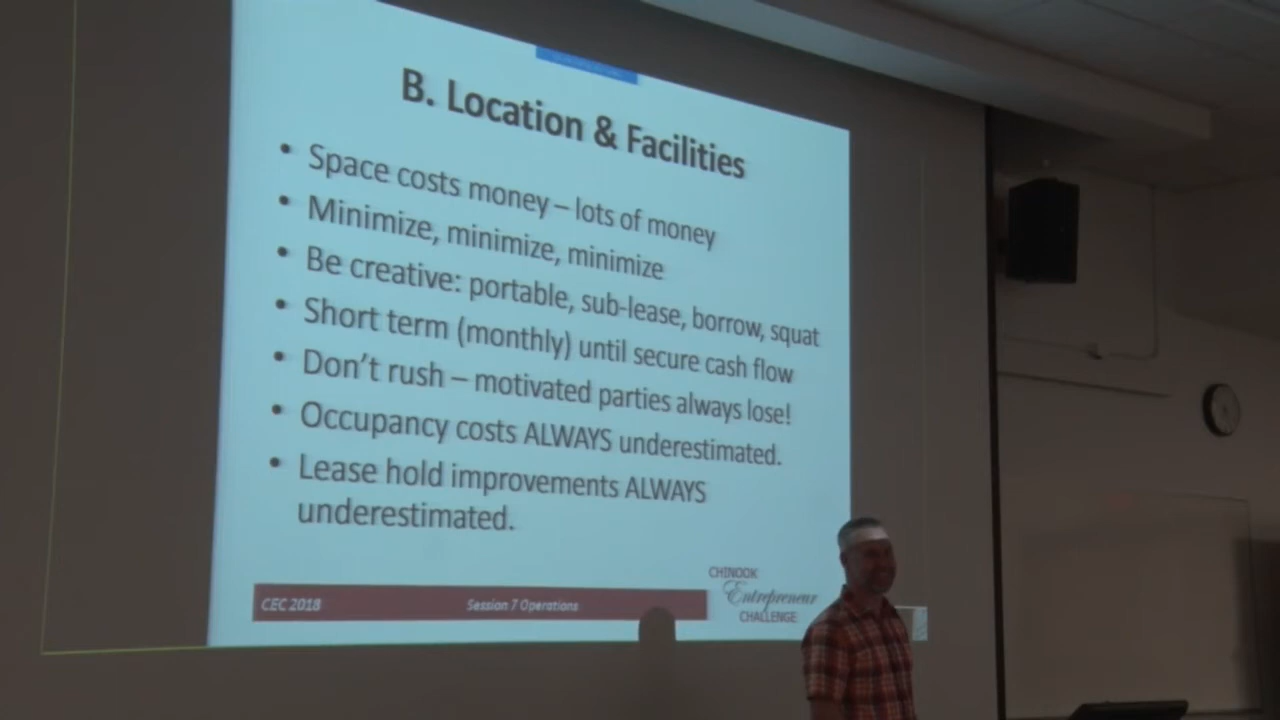 B. Location & Facilities
• Space costs money – lots of money
• Minimize, minimize, minimize
• Be creative: portable, sub-lease, borrow, squat
• Short term (monthly) until secure cash flow
• Don't rush – motivated parties always lose!
• Occupancy costs ALWAYS underestimated.
• Lease hold improvements ALWAYS
underestimated.
CEC 2018
Session 7 Operations
CHINOOK
Entrepreneur
CHALLENGE